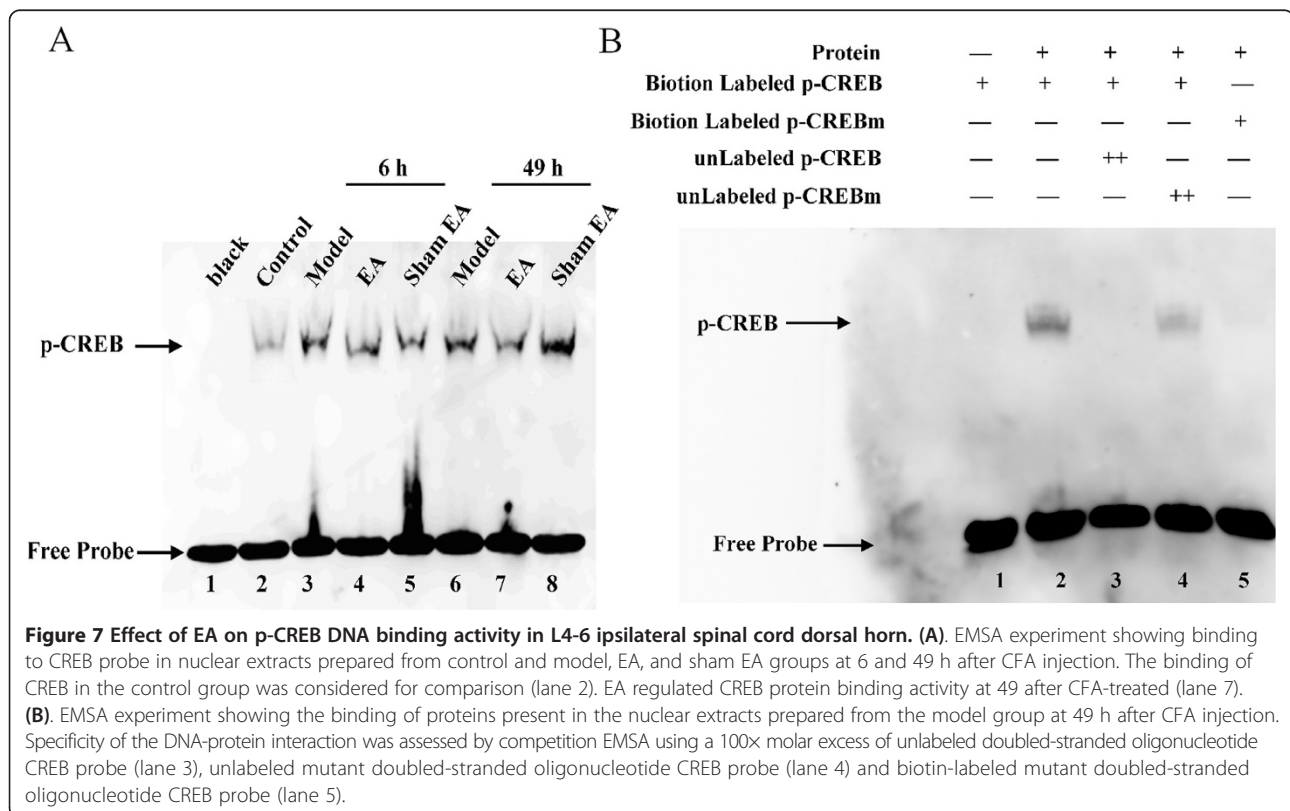 A
B
Protein — + + + +
Biotion Labeled p-CREB + + + + —
Biotion Labeled p-CREBm — — — — +
unLabeled p-CREB — — ++ — —
unLabeled p-CREBm — — — ++ —
6 h 49 h
black Control Model EA Sham EA Model EA Sham EA
p-CREB
Free Probe
1 2 3 4 5 6 7 8
p-CREB
Free Probe
1 2 3 4 5
Figure 7 Effect of EA on p-CREB DNA binding activity in L4-6 ipsilateral spinal cord dorsal horn. (A). EMSA experiment showing binding
to CREB probe in nuclear extracts prepared from control and model, EA, and sham EA groups at 6 and 49 h after CFA injection. The binding of
CREB in the control group was considered for comparison (lane 2). EA regulated CREB protein binding activity at 49 after CFA-treated (lane 7).
(B). EMSA experiment showing the binding of proteins present in the nuclear extracts prepared from the model group at 49 h after CFA injection.
Specificity of the DNA-protein interaction was assessed by competition EMSA using a 100× molar excess of unlabeled doubled-stranded oligonucleotide
CREB probe (lane 3), unlabeled mutant doubled-stranded oligonucleotide CREB probe (lane 4) and biotin-labeled mutant doubled-stranded
oligonucleotide CREB probe (lane 5).